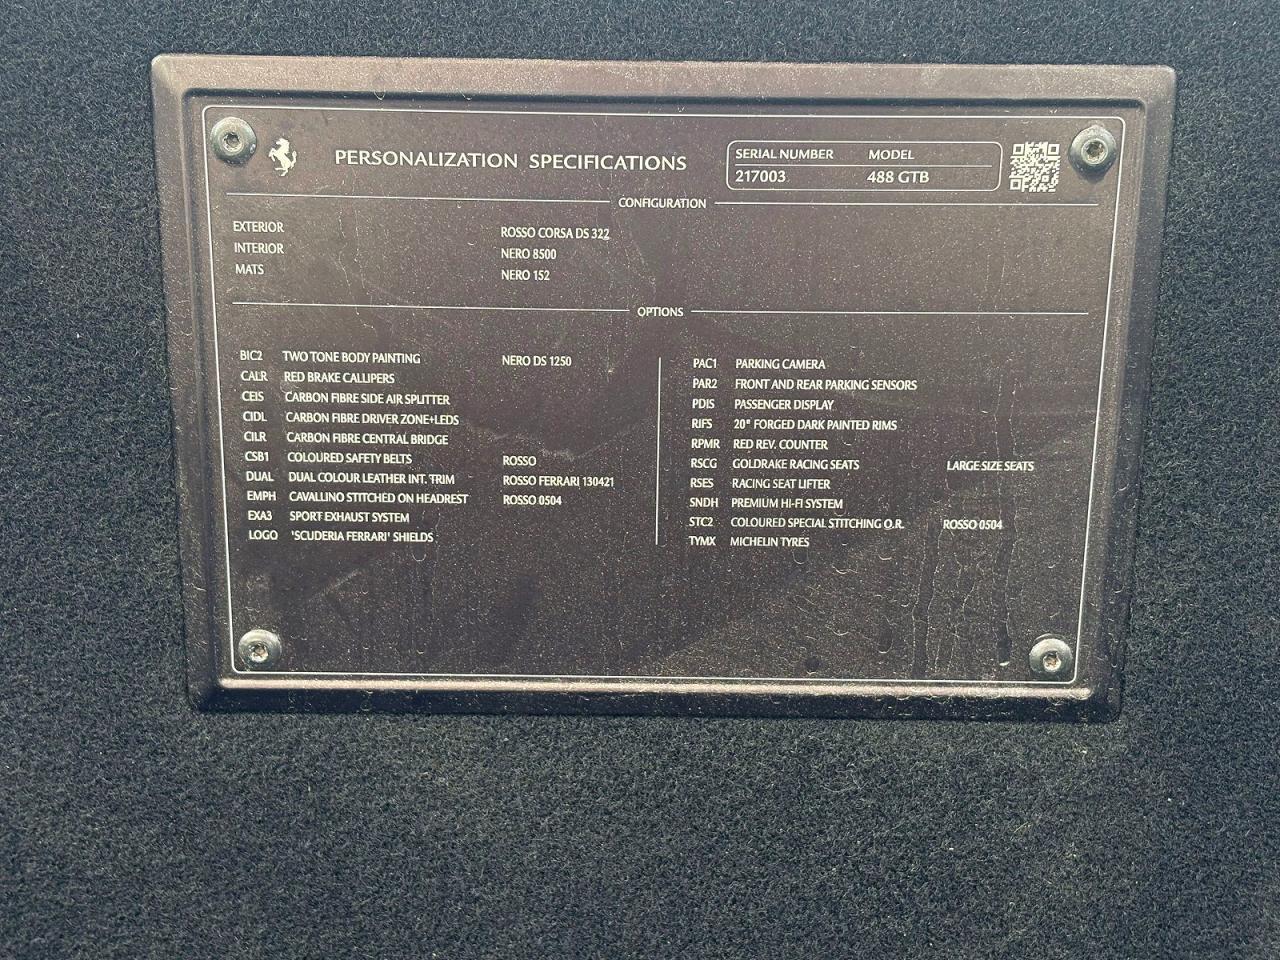 PERSONALIZATION SPECIFICATIONS
SERIAL NUMBER MODEL
217003 488 GTB
CONFIGURATION
EXTERIOR ROSSO CORSA DS 322
INTERIOR NERO 8500
MATS NERO 152
OPTIONS
BIC2 TWO TONE BODY PAINTING NERO DS 1250
CALR RED BRAKE CALLIPERS
CEIS CARBON FIBRE SIDE AIR SPLITTER
CIDL CARBON FIBRE DRIVER ZONE+LEDS
CILR CARBON FIBRE CENTRAL BRIDGE
CSB1 COLOURED SAFETY BELTS ROSSO
DUAL DUAL COLOUR LEATHER INT. TRIM ROSSO FERRARI 130421
EMPH CAVALLINO STITCHED ON HEADREST ROSSO 0504
EXA3 SPORT EXHAUST SYSTEM
LOGO 'SCUDERIA FERRARI' SHIELDS
PAC1 PARKING CAMERA
PAR2 FRONT AND REAR PARKING SENSORS
PDIS PASSENGER DISPLAY
RIFS 20" FORGED DARK PAINTED RIMS
RPMR RED REV. COUNTER
RSCG GOLDRAKE RACING SEATS LARGE SIZE SEATS
RSES RACING SEAT LIFTER
SNDH PREMIUM HI-FI SYSTEM
STC2 COLOURED SPECIAL STITCHING O.R. ROSSO 0504
TYMX MICHELIN TYRES